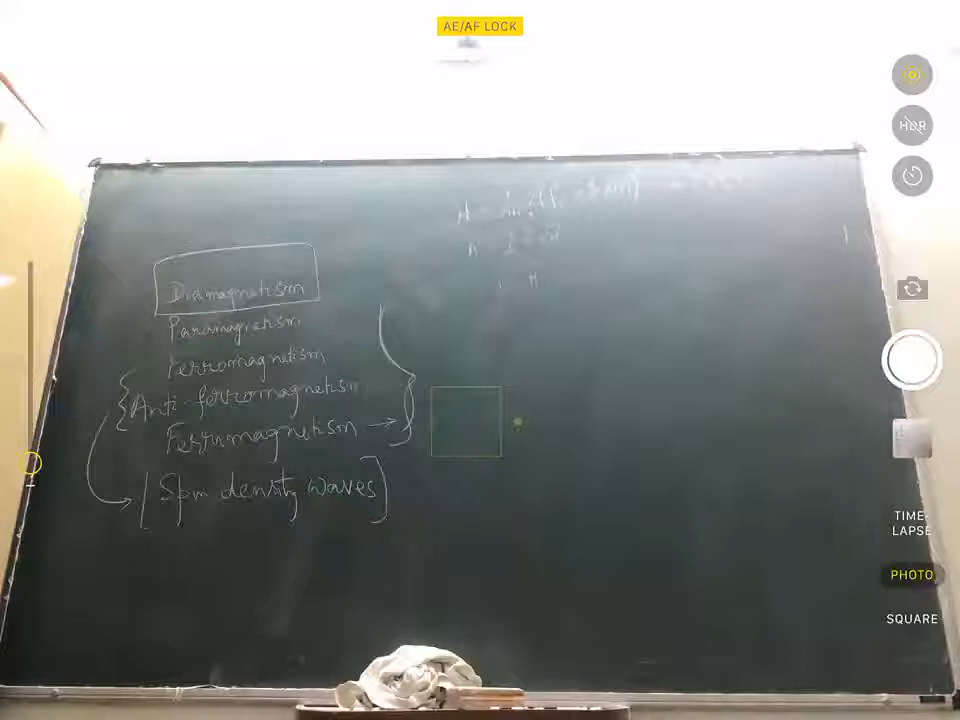 AE/AF LOCK
HDR
Diamagnetism
Paramagnetism
Ferromagnetism
Anti-ferromagnetism
Ferrimagnetism →
[Spin density waves]
TIME-
LAPSE
PHOTO
SQUARE